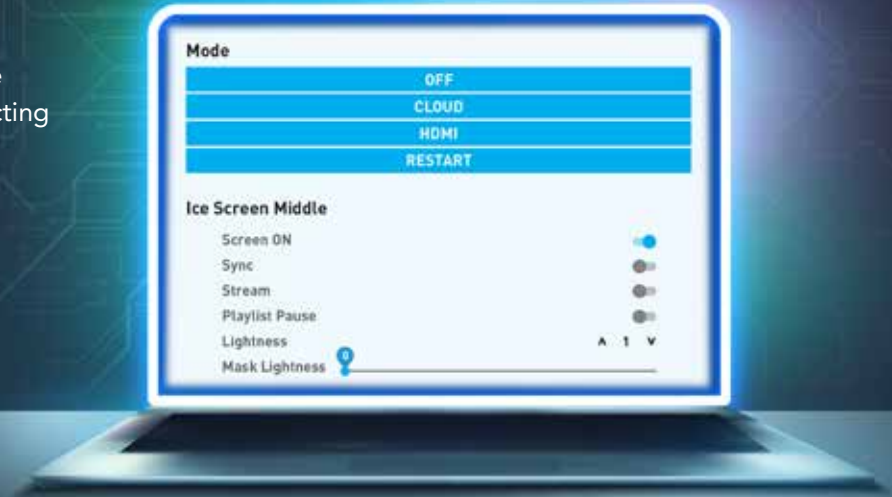 cting
Mode
OFF
CLOUD
HDMI
RESTART
Ice Screen Middle
Screen ON
Sync
Stream
Playlist Pause
Lightness ∧ 1 ∨
Mask Lightness 0